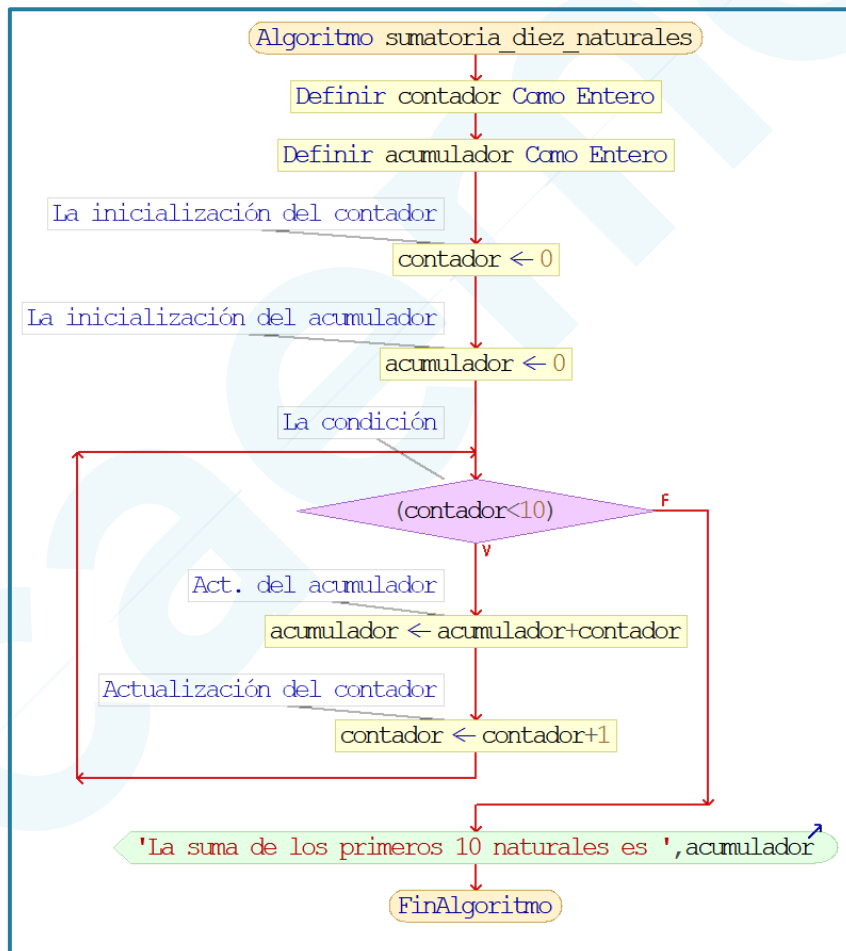 Algoritmo sumatoria_diez_naturales
Definir contador Como Entero
Definir acumulador Como Entero
La inicialización del contador
contador ← 0
La inicialización del acumulador
acumulador ← 0
La condición
(contador<10)
F
V
Act. del acumulador
acumulador ← acumulador+contador
Actualización del contador
contador ← contador+1
'La suma de los primeros 10 naturales es ',acumulador
FinAlgoritmo